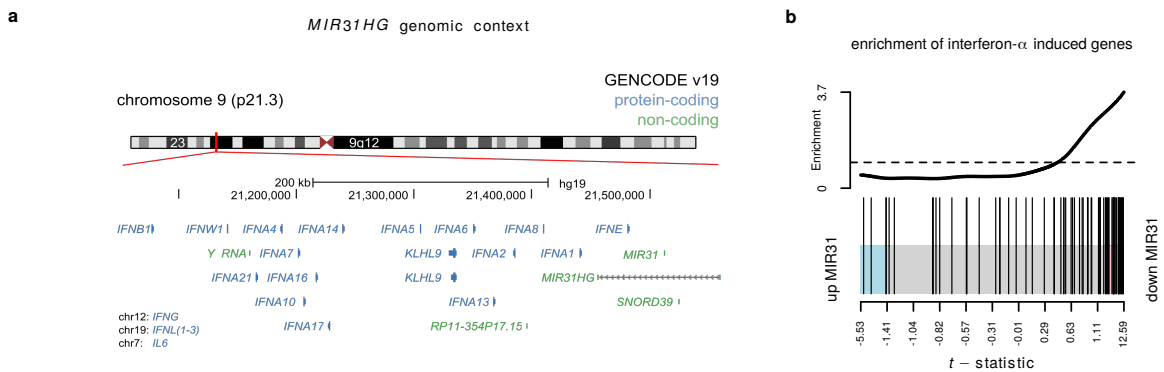 a
MIR31HG genomic context
GENCODE v19
chromosome 9 (p21.3)
protein-coding
non-coding
23
9q12
200 kb
hg19
21,200,000
21,300,000
21,400,000
21,500,000
IFNB1 IFNW1 IFNA4 IFNA14 IFNA5 IFNA6 IFNA8 IFNE
Y RNA IFNA7 KLHL9 IFNA2 IFNA1 MIR31
IFNA21 IFNA16 KLHL9 MIR31HG
IFNA10 IFNA13 SNORD39
IFNA17 RP11-354P17.15
chr12: IFNG
chr19: IFNL(1-3)
chr7: IL6
b
enrichment of interferon-α induced genes
Enrichment
3.7
0
up MIR31
down MIR31
-5.53
-1.41
-1.04
-0.82
-0.57
-0.31
-0.01
0.29
0.63
1.11
12.59
t – statistic